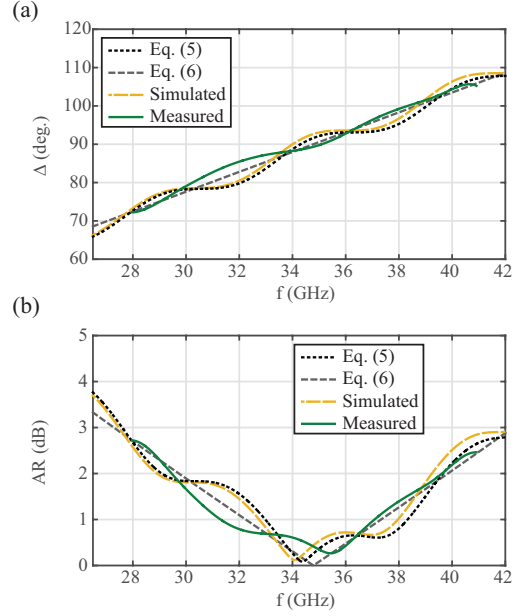 (a)
120
110
100
90
80
70
60
Δ (deg.)
Eq. (5)
Eq. (6)
Simulated
Measured
28 30 32 34 36 38 40 42
f (GHz)
(b)
5
4
3
2
1
0
AR (dB)
Eq. (5)
Eq. (6)
Simulated
Measured
28 30 32 34 36 38 40 42
f (GHz)